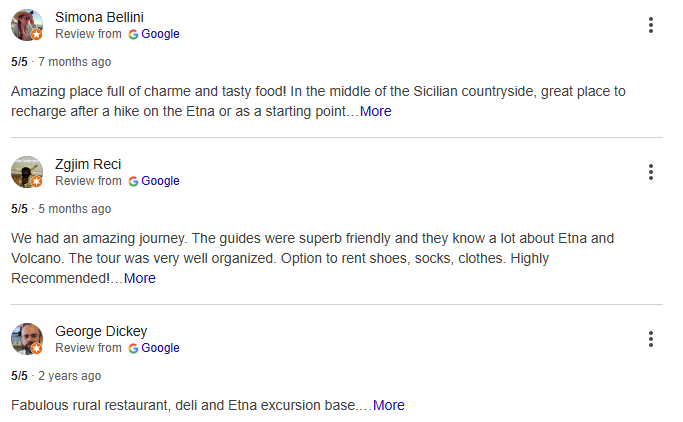 Simona Bellini
Review from Google
5/5 · 7 months ago
Amazing place full of charme and tasty food! In the middle of the Sicilian countryside, great place to
recharge after a hike on the Etna or as a starting point…More
Zgjim Reci
Review from Google
5/5 · 5 months ago
We had an amazing journey. The guides were superb friendly and they know a lot about Etna and
Volcano. The tour was very well organized. Option to rent shoes, socks, clothes. Highly
Recommended!…More
George Dickey
Review from Google
5/5 · 2 years ago
Fabulous rural restaurant, deli and Etna excursion base.…More